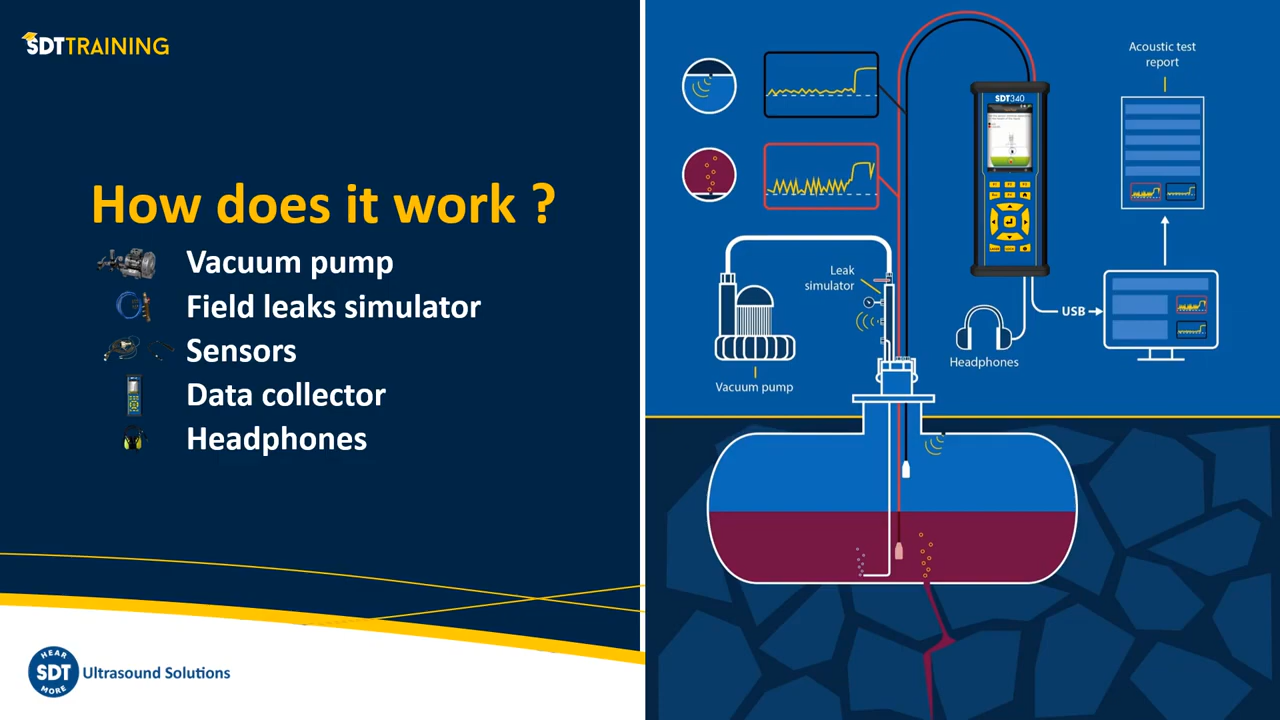 SDTTRAINING
How does it work ?
Vacuum pump
Field leaks simulator
Sensors
Data collector
Headphones
HEAR
SDT
MORE
Ultrasound Solutions
Acoustic test
report
SDT340
Leak
simulator
USB
Headphones
Vacuum pump